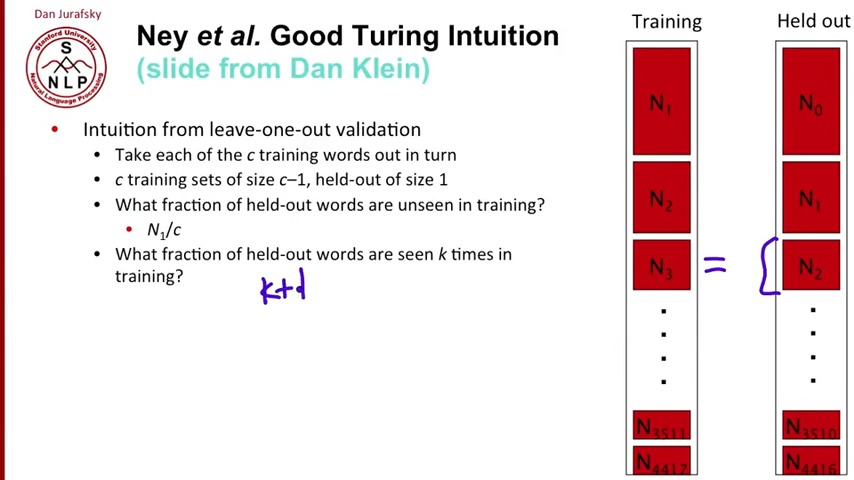 Dan Jurafsky
Stanford University
S
NLP
Natural Language Processing
Ney et al. Good Turing Intuition
(slide from Dan Klein)
• Intuition from leave-one-out validation
• Take each of the c training words out in turn
• c training sets of size c–1, held-out of size 1
• What fraction of held-out words are unseen in training?
• N₁/c
• What fraction of held-out words are seen k times in
training?
k+1
Training
N₁
N₂
N₃
=
N₃₅₁₁
N₄₄₁₇
Held out
N₀
N₁
[
N₂
N₃₅₁₀
N₄₄₁₆